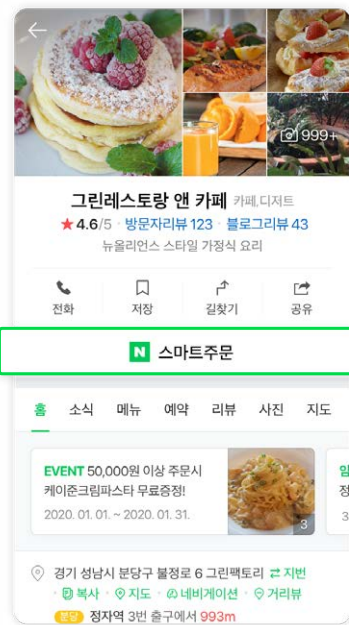 999+
그린레스토랑 앤 카페 카페,디저트
★4.6/5 · 방문자리뷰 123 · 블로그리뷰 43
뉴올리언스 스타일 가정식 요리
전화 저장 길찾기 공유
N 스마트주문
홈 소식 메뉴 예약 리뷰 사진 지도
EVENT 50,000원 이상 주문시
케이준크림파스타 무료증정!
2020. 01. 01. ~ 2020. 01. 31.
3
정
3
경기 성남시 분당구 불정로 6 그린팩토리 지번
복사 · 지도 · 네비게이션 · 거리뷰
분당 정자역 3번 출구에서 993m